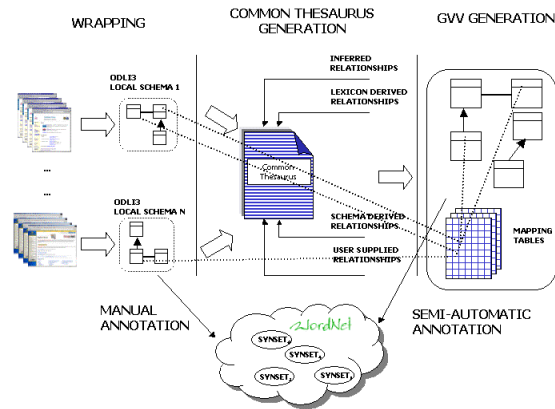 WRAPPING
COMMON THESAURUS
GENERATION
GVV GENERATION
ODLI3
LOCAL SCHEMA 1
INFERRED
RELATIONSHIPS
LEXICON DERIVED
RELATIONSHIPS
Common
Thesaurus
...
...
ODLI3
LOCAL SCHEMA N
SCHEMA DERIVED
RELATIONSHIPS
USER SUPPLIED
RELATIONSHIPS
MAPPING
TABLES
MANUAL
ANNOTATION
SEMI-AUTOMATIC
ANNOTATION
WordNet
SYNSET
SYNSET
SYNSET
SYNSET